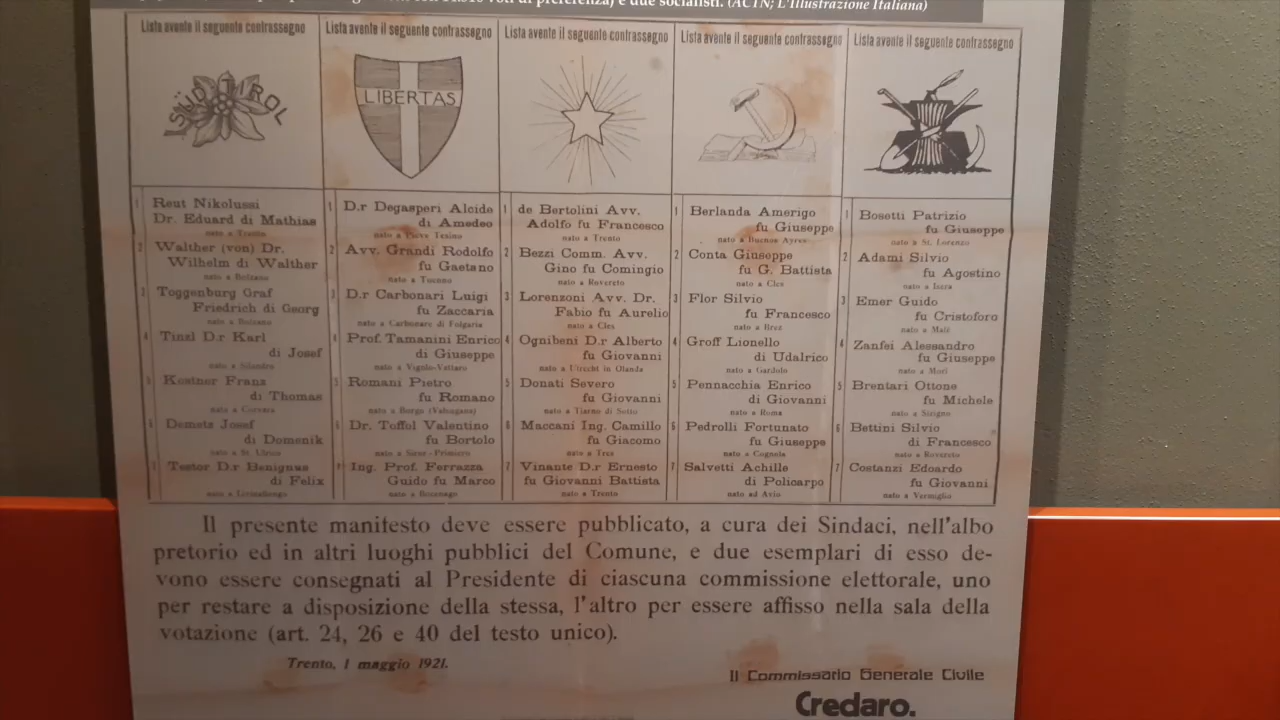 di preferenza) e due socialisti. (ACTN; L'Illustrazione Italiana)
Lista avente il seguente contrassegno
SÜD TIROL
1 Reut Nikolussi
Dr. Eduard di Mathias
nato a Trento
2 Walther (von) Dr.
Wilhelm di Walther
nato a Bolzano
3 Toggenburg Graf
Friedrich di Georg
nato a Bolzano
4 Tinzl D.r Karl
di Josef
nato a Silandro
5 Kostner Franz
di Thomas
nato a Corvara
6 Demetz Josef
di Domenik
nato a St. Ulrico
7 Testor D.r Benignus
di Felix
nato a
Lista avente il seguente contrassegno
LIBERTAS
1 D.r Degasperi Alcide
di Amedeo
nato a Pieve Tesino
2 Avv. Grandi Rodolfo
fu Gaetano
nato a Tuenno
3 D.r Carbonari Luigi
fu Zaccaria
nato a Carbonare di Folgaria
4 Prof. Tamanini Enrico
di Giuseppe
nato a Vigolo-Vattaro
5 Romani Pietro
fu Romano
nato a Borgo (Valsugana)
6 Dr. Toffol Valentino
fu Bortolo
nato a Siror - Primiero
7 Ing. Prof. Ferrazza
Guido fu Marco
nato a Bocenago
Lista avente il seguente contrassegno
1 de Bertolini Avv.
Adolfo fu Francesco
nato a Trento
2 Bezzi Comm. Avv.
Gino fu Comingio
nato a Rovereto
3 Lorenzoni Avv. Dr.
Fabio fu Aurelio
nato a Cles
4 Ognibeni D.r Alberto
fu Giovanni
nato a Utrecht in Olanda
5 Donati Severo
fu Giovanni
nato a Tiarno di Sotto
6 Maccani Ing. Camillo
fu Giacomo
nato a Tres
7 Vinante D.r Ernesto
fu Giovanni Battista
nato a Trento
Lista avente il seguente contrassegno
1 Berlanda Amerigo
fu Giuseppe
nato a Buenos Ayres
2 Conta Giuseppe
fu G. Battista
nato a Cles
3 Flor Silvio
fu Francesco
nato a Brez
4 Groff Lionello
di Udalrico
nato a Gardolo
5 Pennacchia Enrico
di Giovanni
nato a Roma
6 Pedrolli Fortunato
fu Giuseppe
nato a Cognola
7 Salvetti Achille
di Policarpo
nato ad Avio
Lista avente il seguente contrassegno
1 Bosetti Patrizio
fu Giuseppe
nato a St. Lorenzo
2 Adami Silvio
fu Agostino
nato a Isera
3 Emer Guido
fu Cristoforo
nato a Malè
4 Zanfei Alessandro
fu Giuseppe
nato a Mori
5 Brentari Ottone
fu Michele
nato a Strigno
6 Bettini Silvio
di Francesco
nato a Rovereto
7 Costanzi Edoardo
fu Giovanni
nato a Vermiglio
Il presente manifesto deve essere pubblicato, a cura dei Sindaci, nell'albo
pretorio ed in altri luoghi pubblici del Comune, e due esemplari di esso de-
vono essere consegnati al Presidente di ciascuna commissione elettorale, uno
per restare a disposizione della stessa, l'altro per essere affisso nella sala della
votazione (art. 24, 26 e 40 del testo unico).
Trento, 1 maggio 1921.
Il Commissario Generale Civile
Credaro.